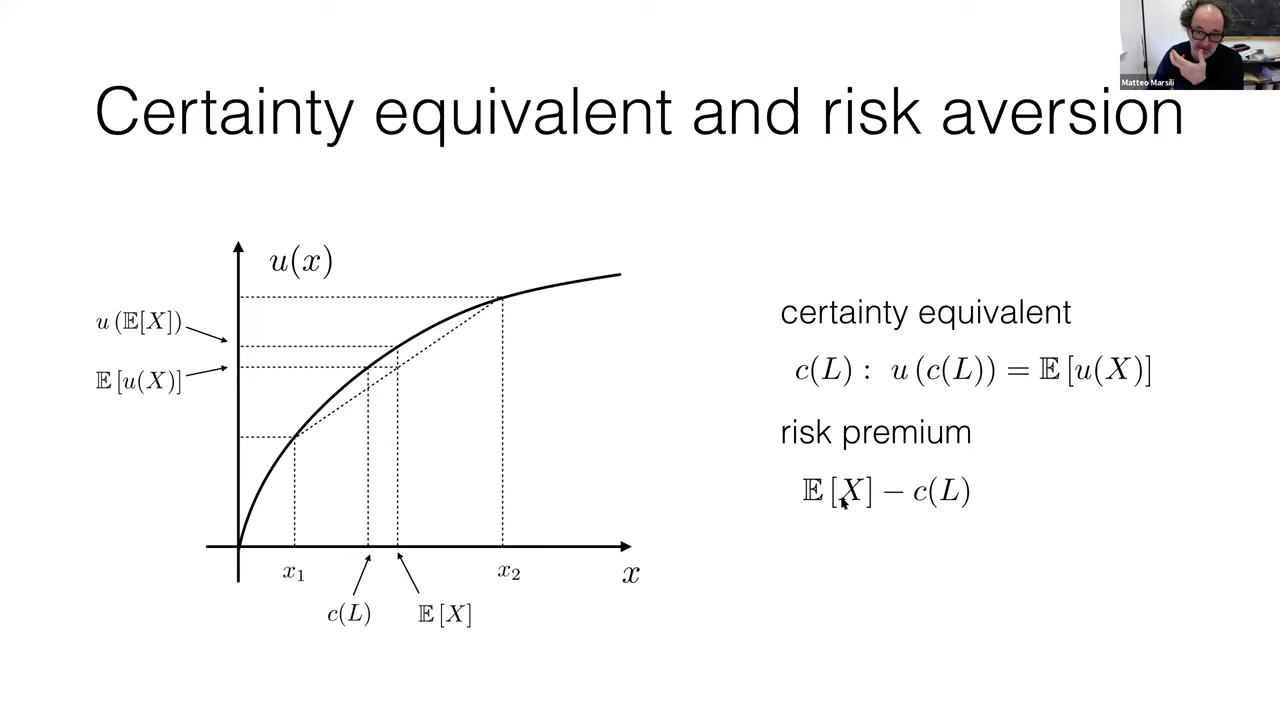 Matteo Marsili
Certainty equivalent and risk aversion
u(x)
u(𝔼[X])
𝔼[u(X)]
x₁
x₂
x
c(L)
𝔼[X]
certainty equivalent
c(L) : u(c(L)) = 𝔼[u(X)]
risk premium
𝔼[X] − c(L)